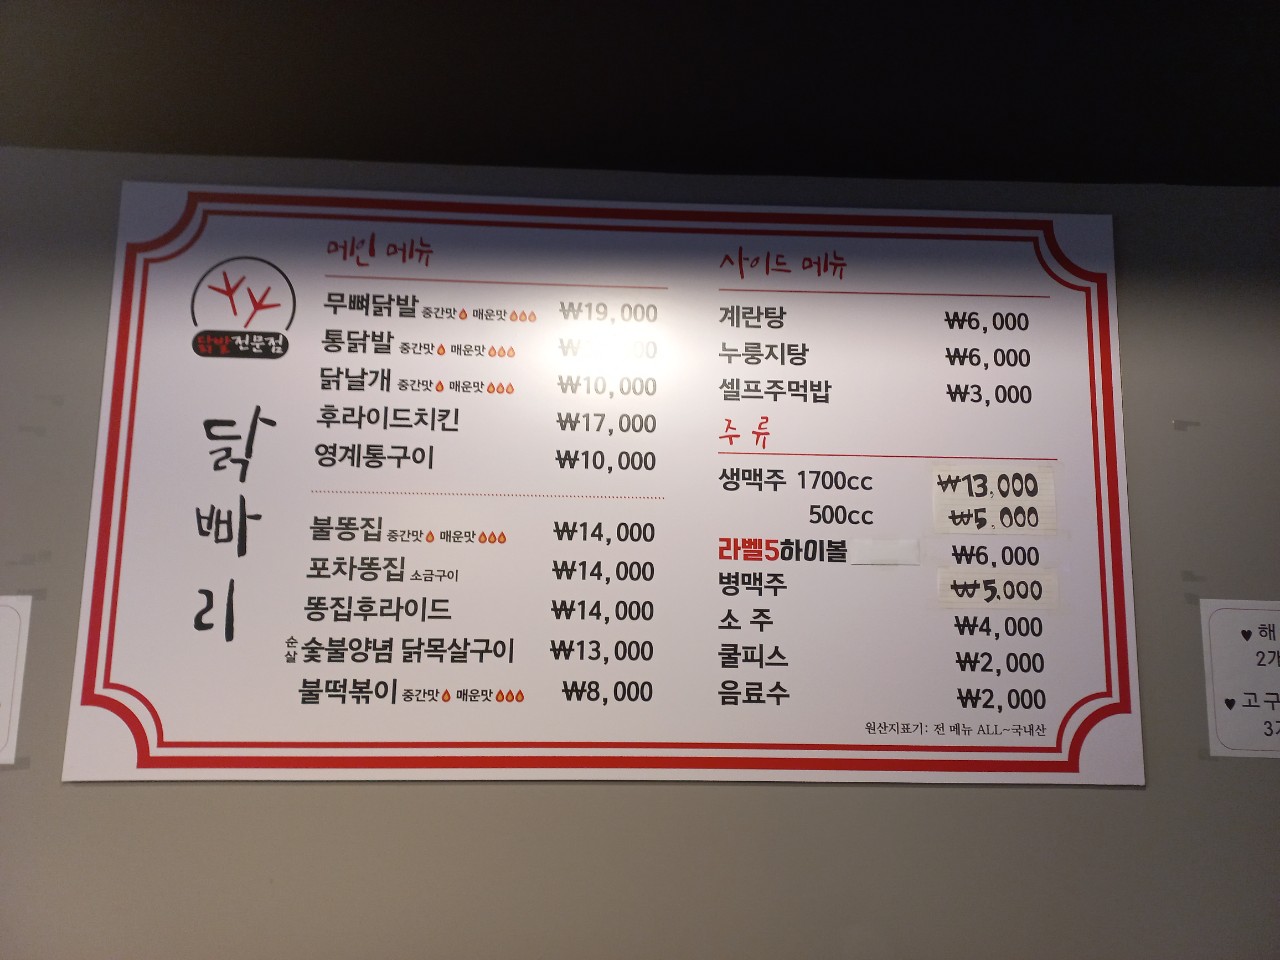 닭발전문점
닭
빠
리
메인 메뉴
무뼈닭발 중간맛 매운맛 ₩19,000
통닭발 중간맛 매운맛 ₩
닭날개 중간맛 매운맛 ₩10,000
후라이드치킨 ₩17,000
영계통구이 ₩10,000
불똥집 중간맛 매운맛 ₩14,000
포차똥집 소금구이 ₩14,000
똥집후라이드 ₩14,000
순살 숯불양념 닭목살구이 ₩13,000
불떡볶이 중간맛 매운맛 ₩8,000
사이드 메뉴
계란탕 ₩6,000
누룽지탕 ₩6,000
셀프주먹밥 ₩3,000
주류
생맥주 1700cc ₩13,000
500cc ₩5,000
라벨5하이볼 ₩6,000
병맥주 ₩5,000
소 주 ₩4,000
쿨피스 ₩2,000
음료수 ₩2,000
원산지표기: 전 메뉴 ALL~국내산
♥ 해
2개
♥ 고구